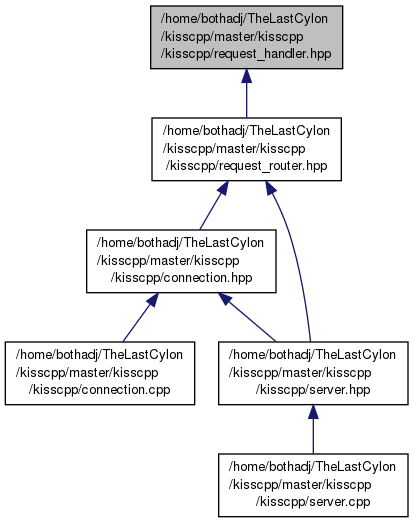 /home/bothadj/TheLastCylon
/kisscpp/master/kisscpp
/kisscpp/request_handler.hpp
/home/bothadj/TheLastCylon
/kisscpp/master/kisscpp
/kisscpp/request_router.hpp
/home/bothadj/TheLastCylon
/kisscpp/master/kisscpp
/kisscpp/connection.hpp
/home/bothadj/TheLastCylon
/kisscpp/master/kisscpp
/kisscpp/connection.cpp
/home/bothadj/TheLastCylon
/kisscpp/master/kisscpp
/kisscpp/server.hpp
/home/bothadj/TheLastCylon
/kisscpp/master/kisscpp
/kisscpp/server.cpp